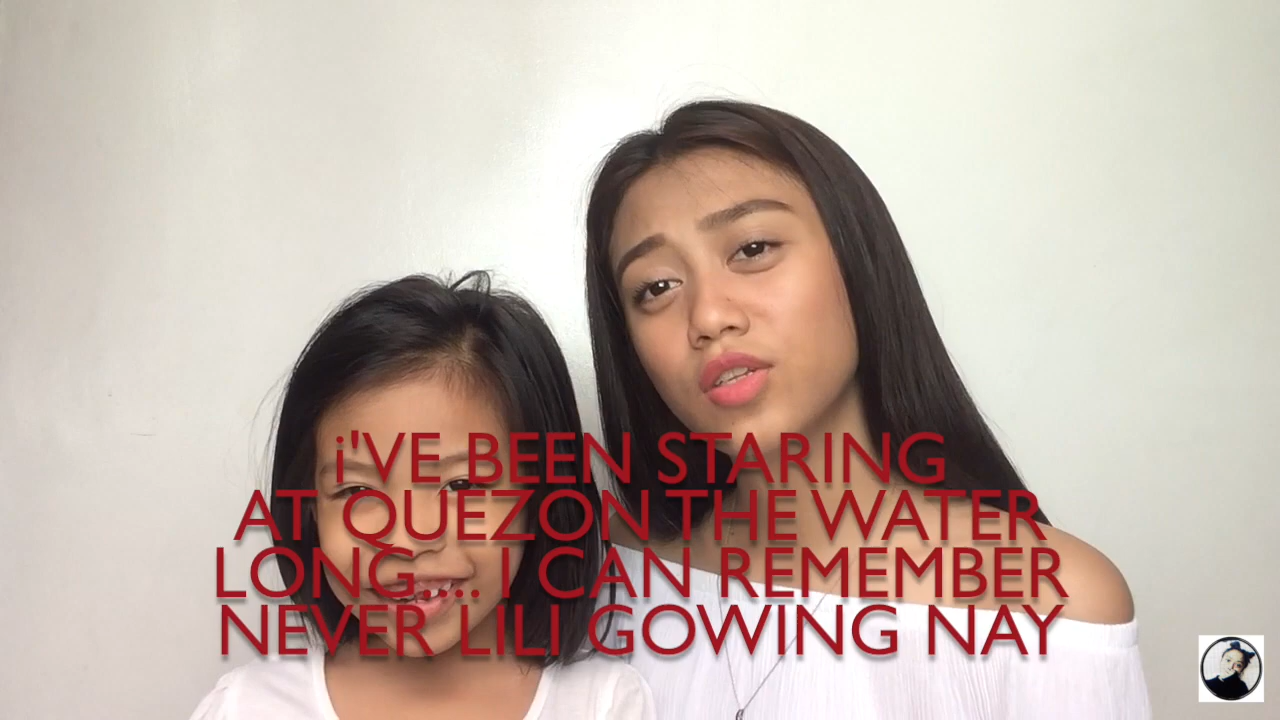 i'VE BEEN STARING
AT QUEZON THE WATER
LONG.... I CAN REMEMBER
NEVER LILI GOWING NAY